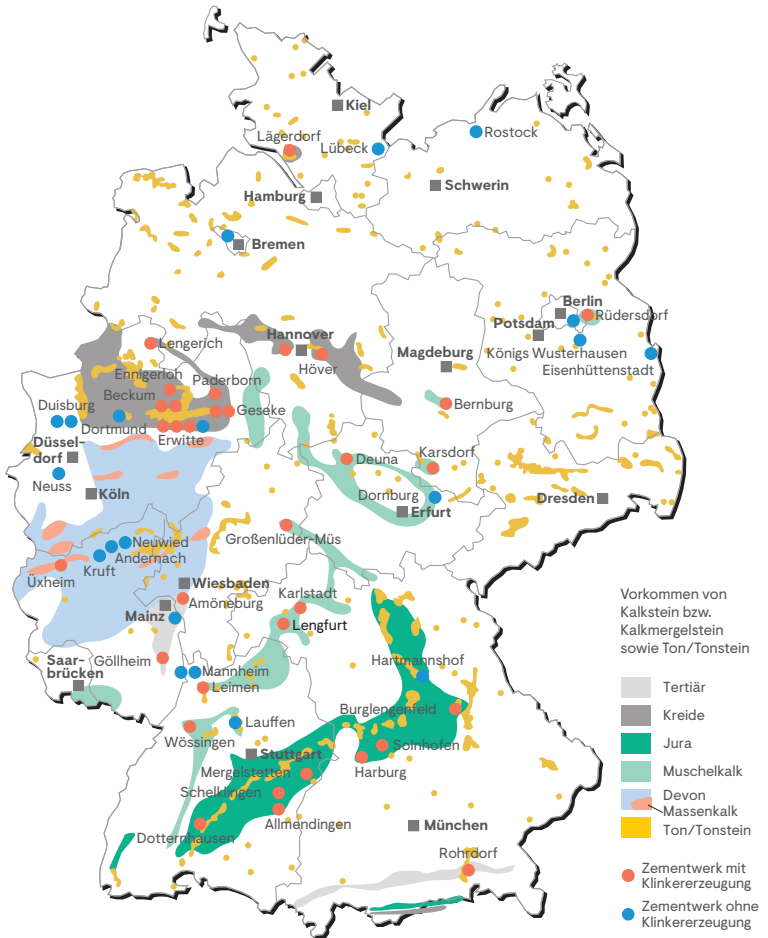 Kiel
Lägerdorf
Lübeck
Rostock
Schwerin
Hamburg
Bremen
Berlin
Rüdersdorf
Potsdam
Königs Wusterhausen
Eisenhüttenstadt
Hannover
Höver
Magdeburg
Lengerich
Ennigerloh
Paderborn
Beckum
Geseke
Bernburg
Duisburg
Dortmund
Erwitte
Düssel-
dorf
Neuss
Köln
Deuna
Karsdorf
Dornburg
Erfurt
Dresden
Großenlüder-Müs
Neuwied
Andernach
Kruft
Üxheim
Wiesbaden
Amöneburg
Mainz
Karlstadt
Lengfurt
Saar-
brücken
Göllheim
Mannheim
Leimen
Hartmannshof
Burglengenfeld
Lauffen
Wössingen
Stuttgart
Solnhofen
Mergelstetten
Harburg
Schelklingen
Allmendingen
Dotternhausen
München
Rohrdorf
Vorkommen von
Kalkstein bzw.
Kalkmergelstein
sowie Ton/Tonstein
Tertiär
Kreide
Jura
Muschelkalk
Devon
Massenkalk
Ton/Tonstein
Zementwerk mit
Klinkererzeugung
Zementwerk ohne
Klinkererzeugung